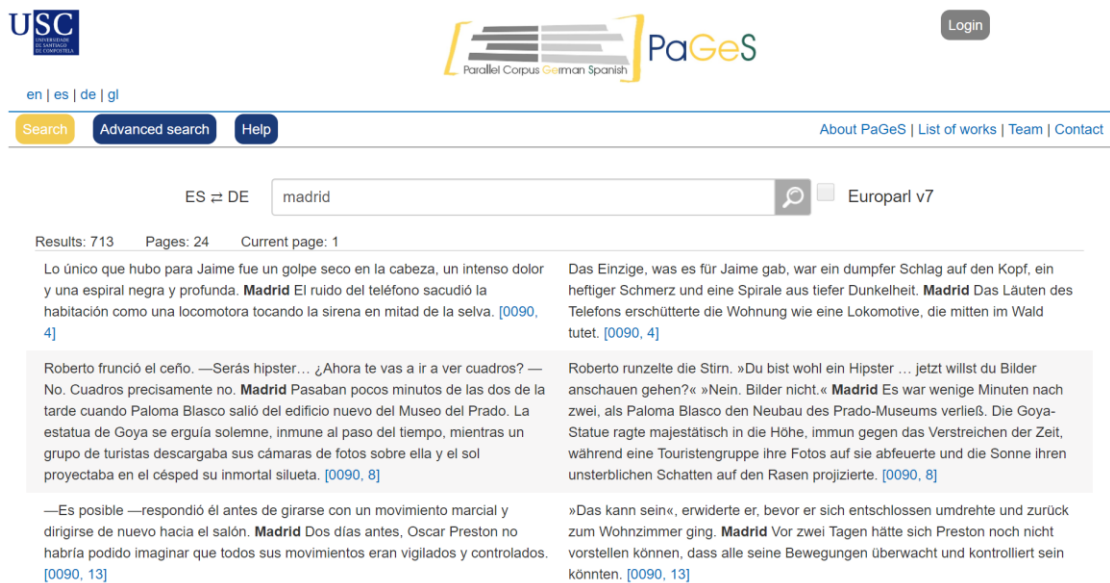 USC
UNIVERSIDADE
DE SANTIAGO
DE COMPOSTELA
Parallel Corpus German Spanish
PaGeS
Login
en | es | de | gl
Search
Advanced search
Help
About PaGeS | List of works | Team | Contact
ES ⇄ DE
madrid
Europarl v7
Results: 713 Pages: 24 Current page: 1
Lo único que hubo para Jaime fue un golpe seco en la cabeza, un intenso dolor
y una espiral negra y profunda. Madrid El ruido del teléfono sacudió la
habitación como una locomotora tocando la sirena en mitad de la selva. [0090,
4]
Das Einzige, was es für Jaime gab, war ein dumpfer Schlag auf den Kopf, ein
heftiger Schmerz und eine Spirale aus tiefer Dunkelheit. Madrid Das Läuten des
Telefons erschütterte die Wohnung wie eine Lokomotive, die mitten im Wald
tutet. [0090, 4]
Roberto frunció el ceño. —Serás hipster… ¿Ahora te vas a ir a ver cuadros? —
No. Cuadros precisamente no. Madrid Pasaban pocos minutos de las dos de la
tarde cuando Paloma Blasco salió del edificio nuevo del Museo del Prado. La
estatua de Goya se erguía solemne, inmune al paso del tiempo, mientras un
grupo de turistas descargaba sus cámaras de fotos sobre ella y el sol
proyectaba en el césped su inmortal silueta. [0090, 8]
Roberto runzelte die Stirn. »Du bist wohl ein Hipster … jetzt willst du Bilder
anschauen gehen?« »Nein. Bilder nicht.« Madrid Es war wenige Minuten nach
zwei, als Paloma Blasco den Neubau des Prado-Museums verließ. Die Goya-
Statue ragte majestätisch in die Höhe, immun gegen das Verstreichen der Zeit,
während eine Touristengruppe ihre Fotos auf sie abfeuerte und die Sonne ihren
unsterblichen Schatten auf den Rasen projizierte. [0090, 8]
—Es posible —respondió él antes de girarse con un movimiento marcial y
dirigirse de nuevo hacia el salón. Madrid Dos días antes, Oscar Preston no
habría podido imaginar que todos sus movimientos eran vigilados y controlados.
[0090, 13]
»Das kann sein«, erwiderte er, bevor er sich entschlossen umdrehte und zurück
zum Wohnzimmer ging. Madrid Vor zwei Tagen hätte sich Preston noch nicht
vorstellen können, dass alle seine Bewegungen überwacht und kontrolliert sein
könnten. [0090, 13]